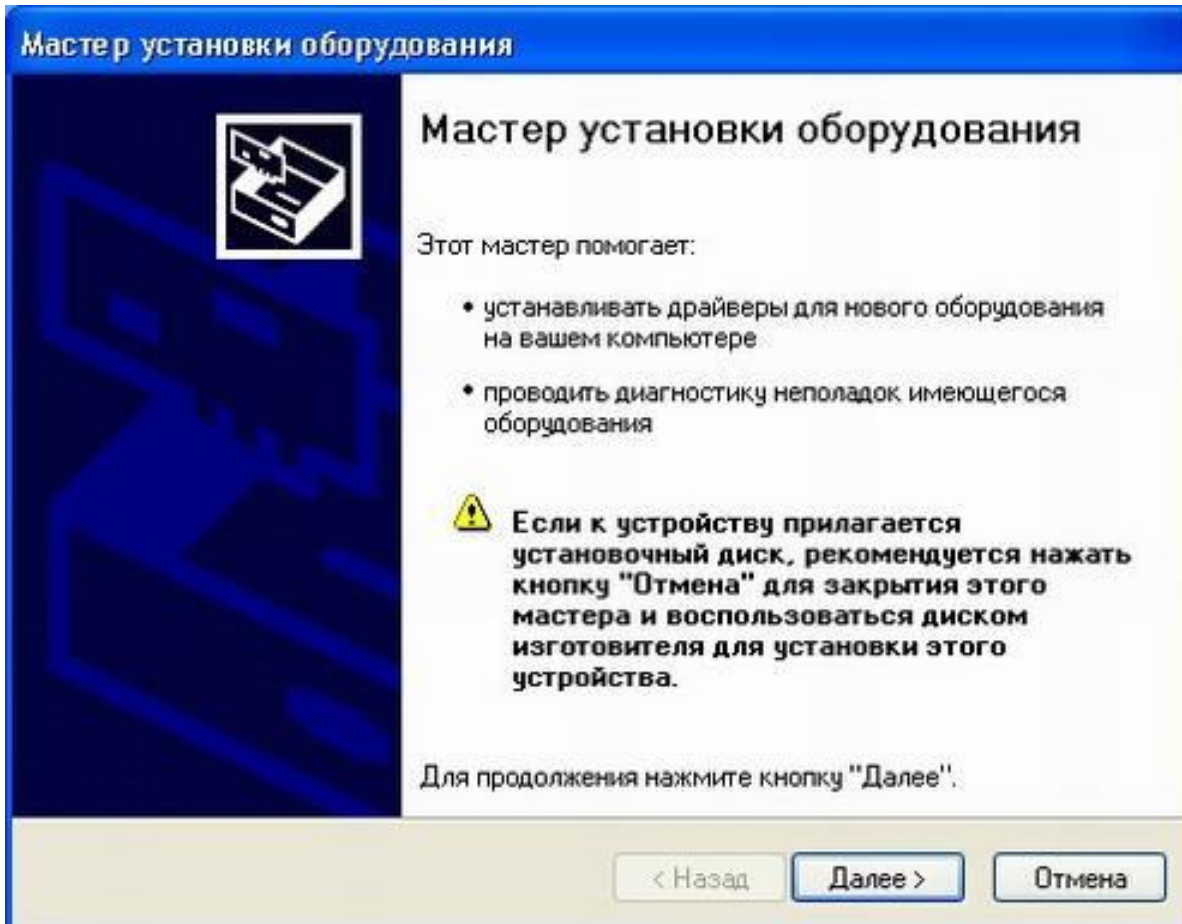 Мастер установки оборудования
Мастер установки оборудования
Этот мастер помогает:
• устанавливать драйверы для нового оборудования
на вашем компьютере
• проводить диагностику неполадок имеющегося
оборудования
Если к устройству прилагается
установочный диск, рекомендуется нажать
кнопку "Отмена" для закрытия этого
мастера и воспользоваться диском
изготовителя для установки этого
устройства.
Для продолжения нажмите кнопку "Далее".
< Назад Далее > Отмена